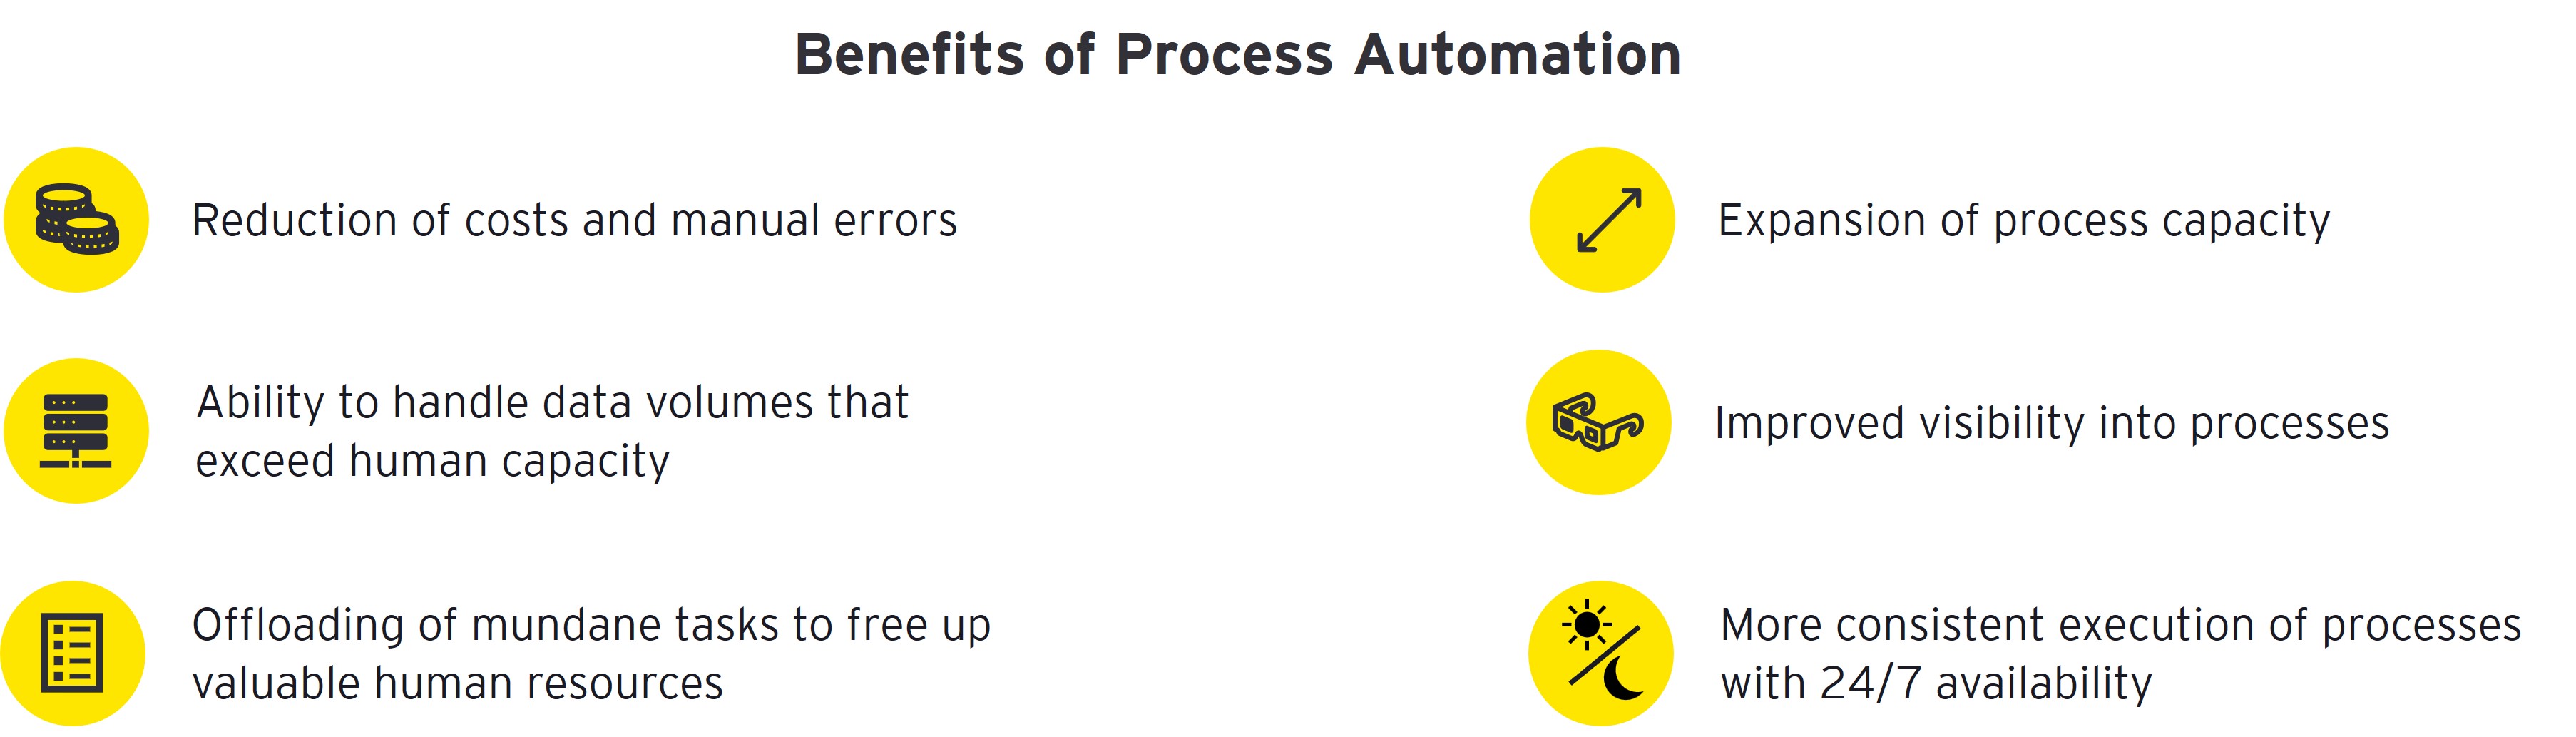 Benefits of Process Automation
Reduction of costs and manual errors
Ability to handle data volumes that
exceed human capacity
Offloading of mundane tasks to free up
valuable human resources
Expansion of process capacity
Improved visibility into processes
More consistent execution of processes
with 24/7 availability